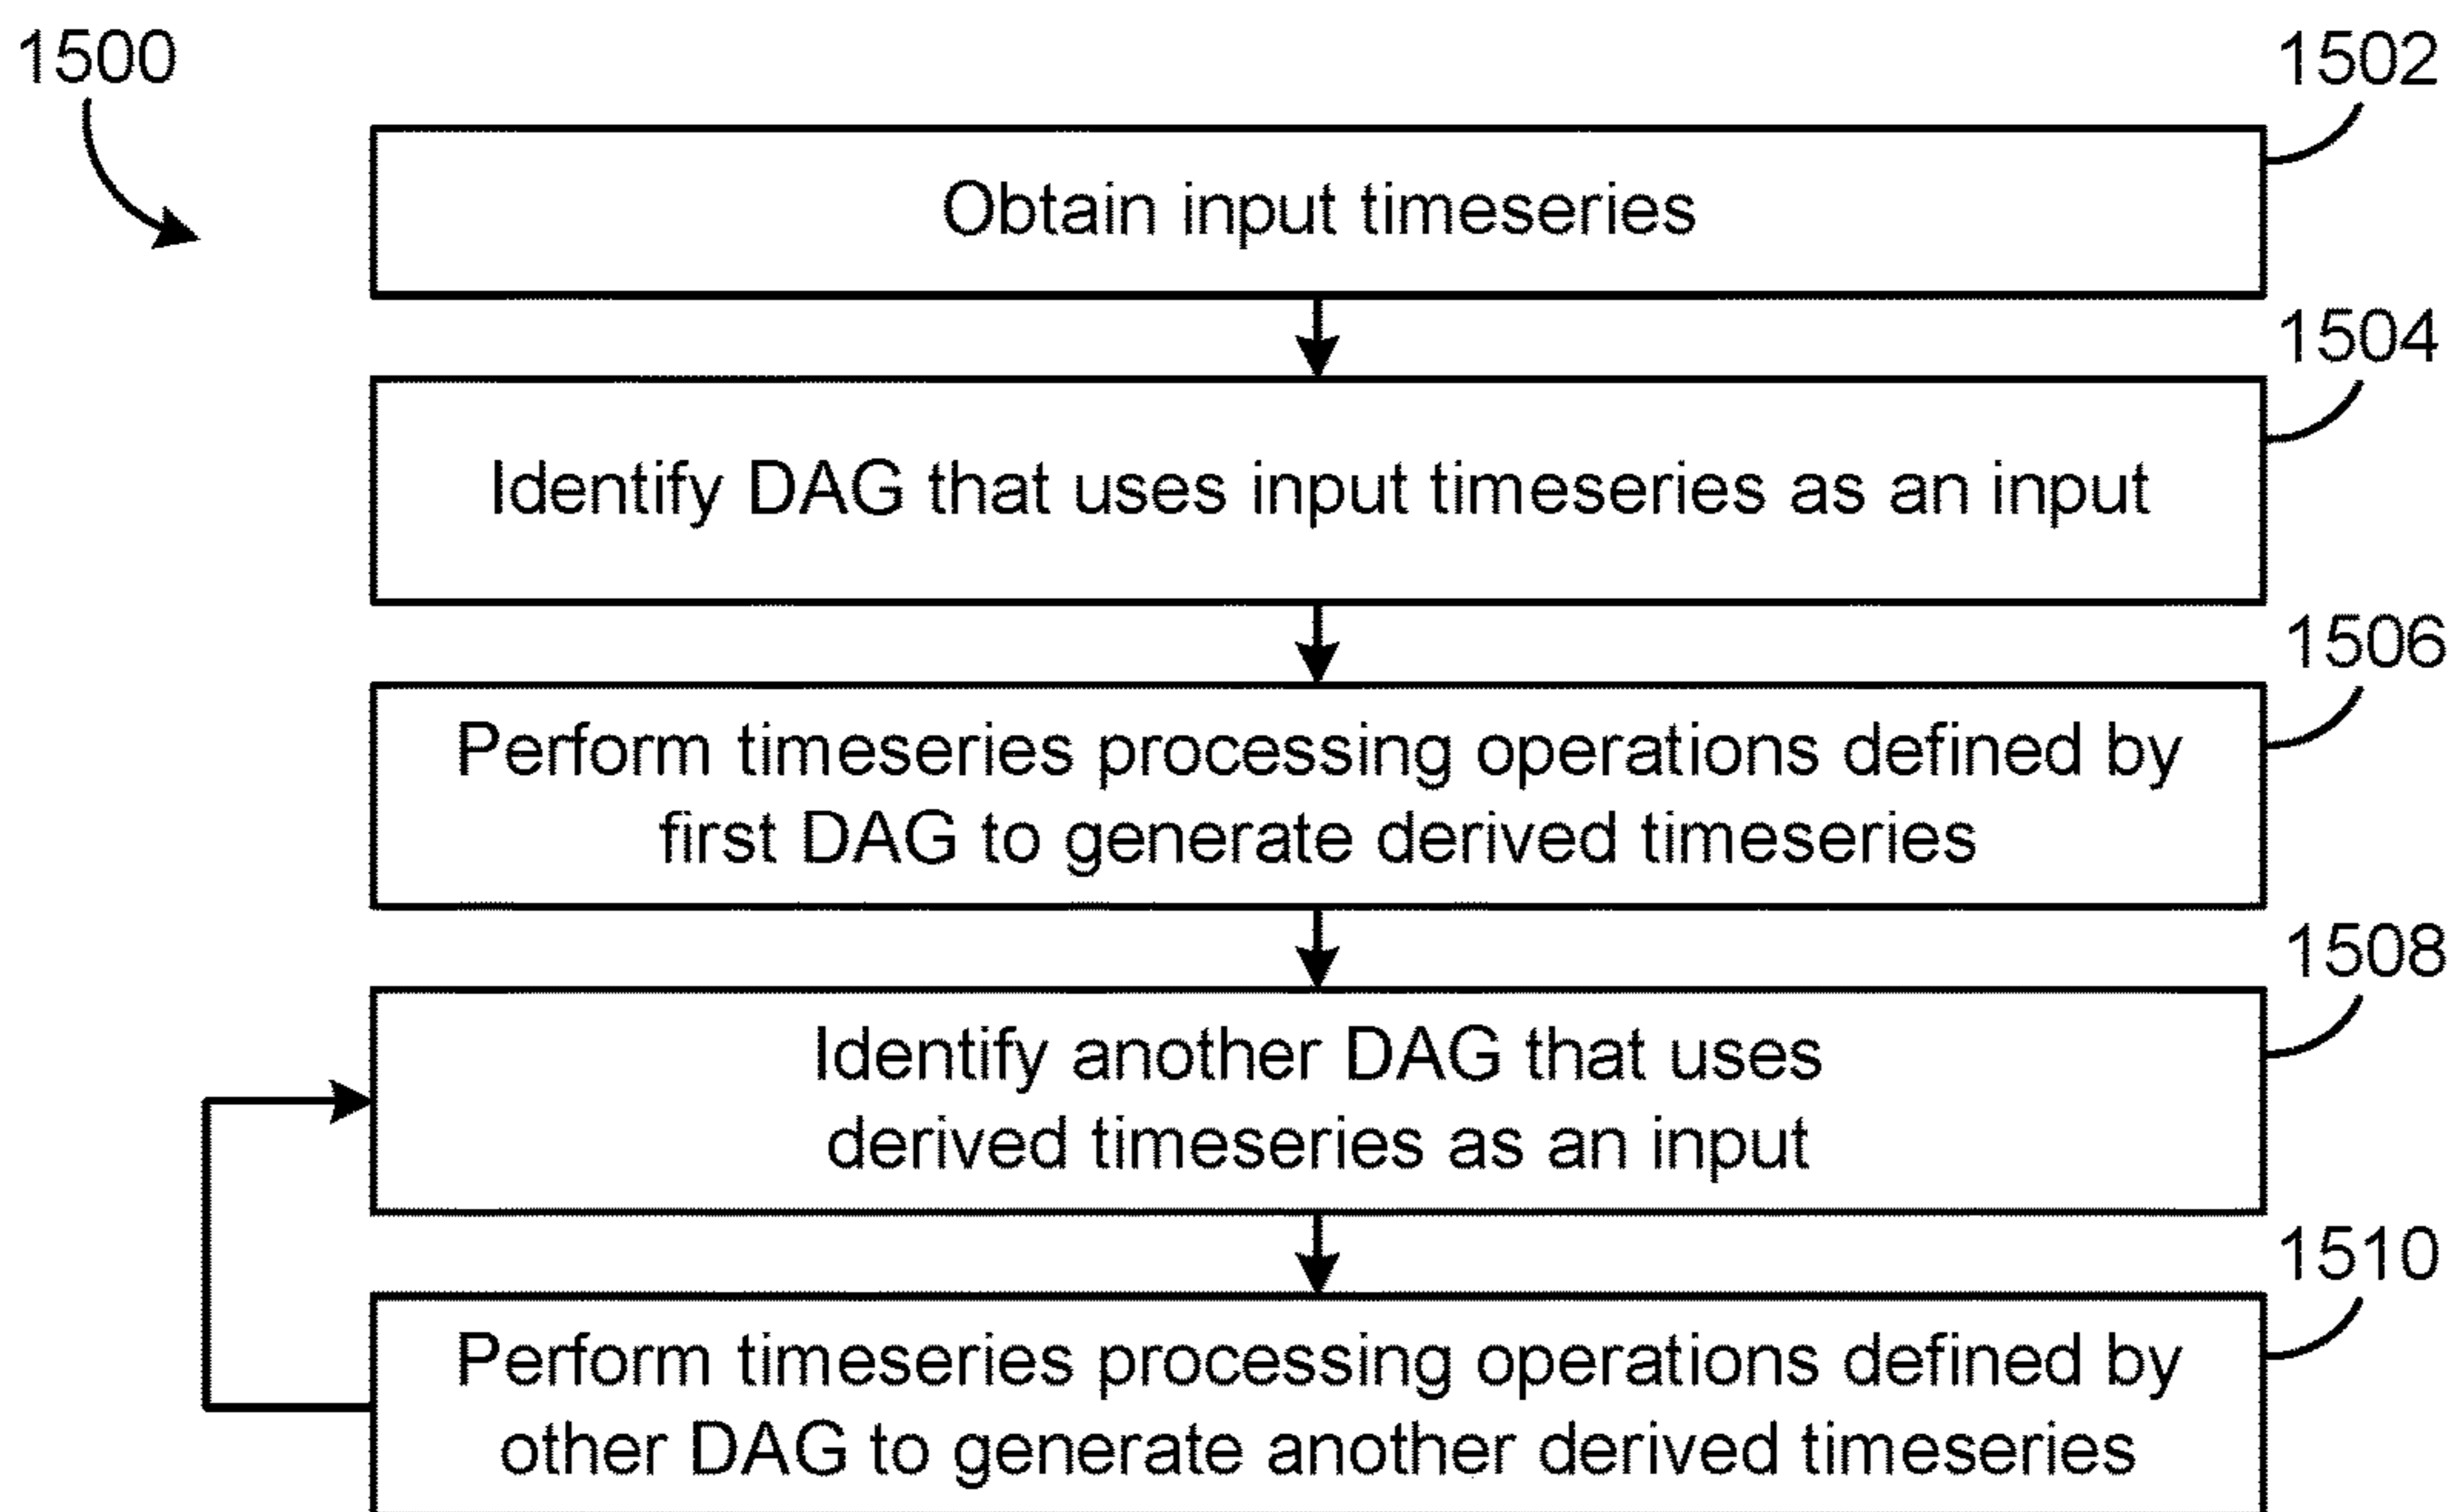 1500
1502
Obtain input timeseries
1504
Identify DAG that uses input timeseries as an input
1506
Perform timeseries processing operations defined by
first DAG to generate derived timeseries
1508
Identify another DAG that uses
derived timeseries as an input
1510
Perform timeseries processing operations defined by
other DAG to generate another derived timeseries